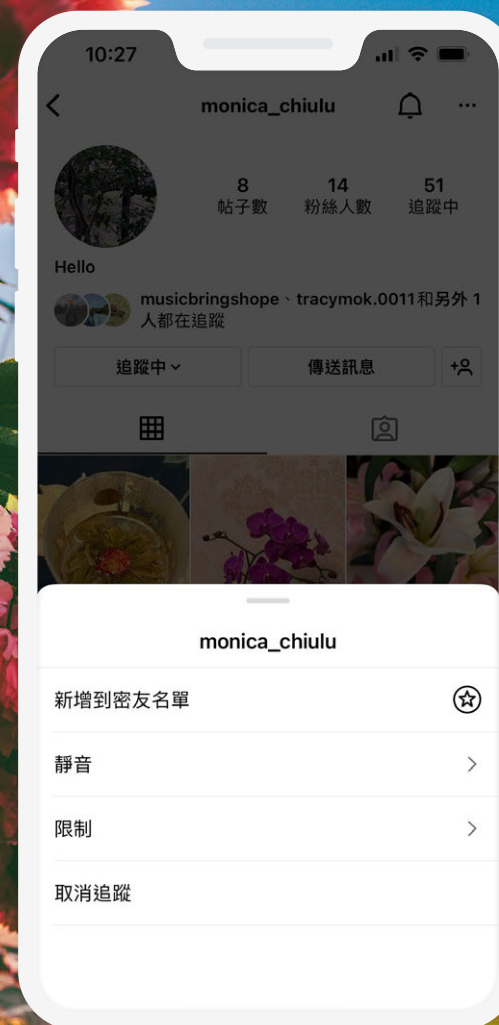 10:27
monica_chiulu
8
帖子數
14
粉絲人數
51
追蹤中
Hello
musicbringshope、tracymok.0011和另外 1
人都在追蹤
追蹤中
傳送訊息
monica_chiulu
新增到密友名單
靜音
限制
取消追蹤